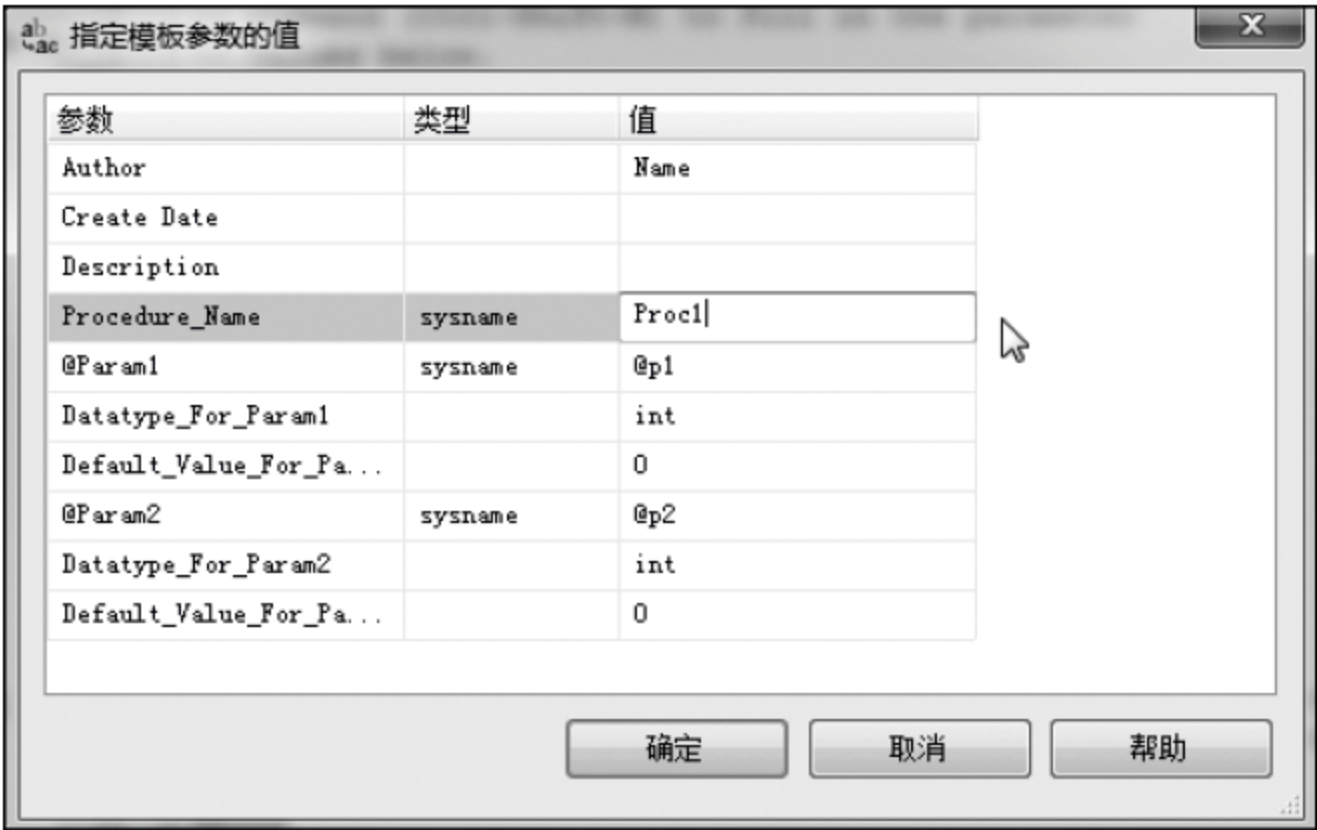 ab
ac 指定模板参数的值
参数 类型 值
Author Name
Create Date
Description
Procedure_Name sysname Proc1
@Param1 sysname @p1
Datatype_For_Param1 int
Default_Value_For_Pa... 0
@Param2 sysname @p2
Datatype_For_Param2 int
Default_Value_For_Pa... 0
确定 取消 帮助